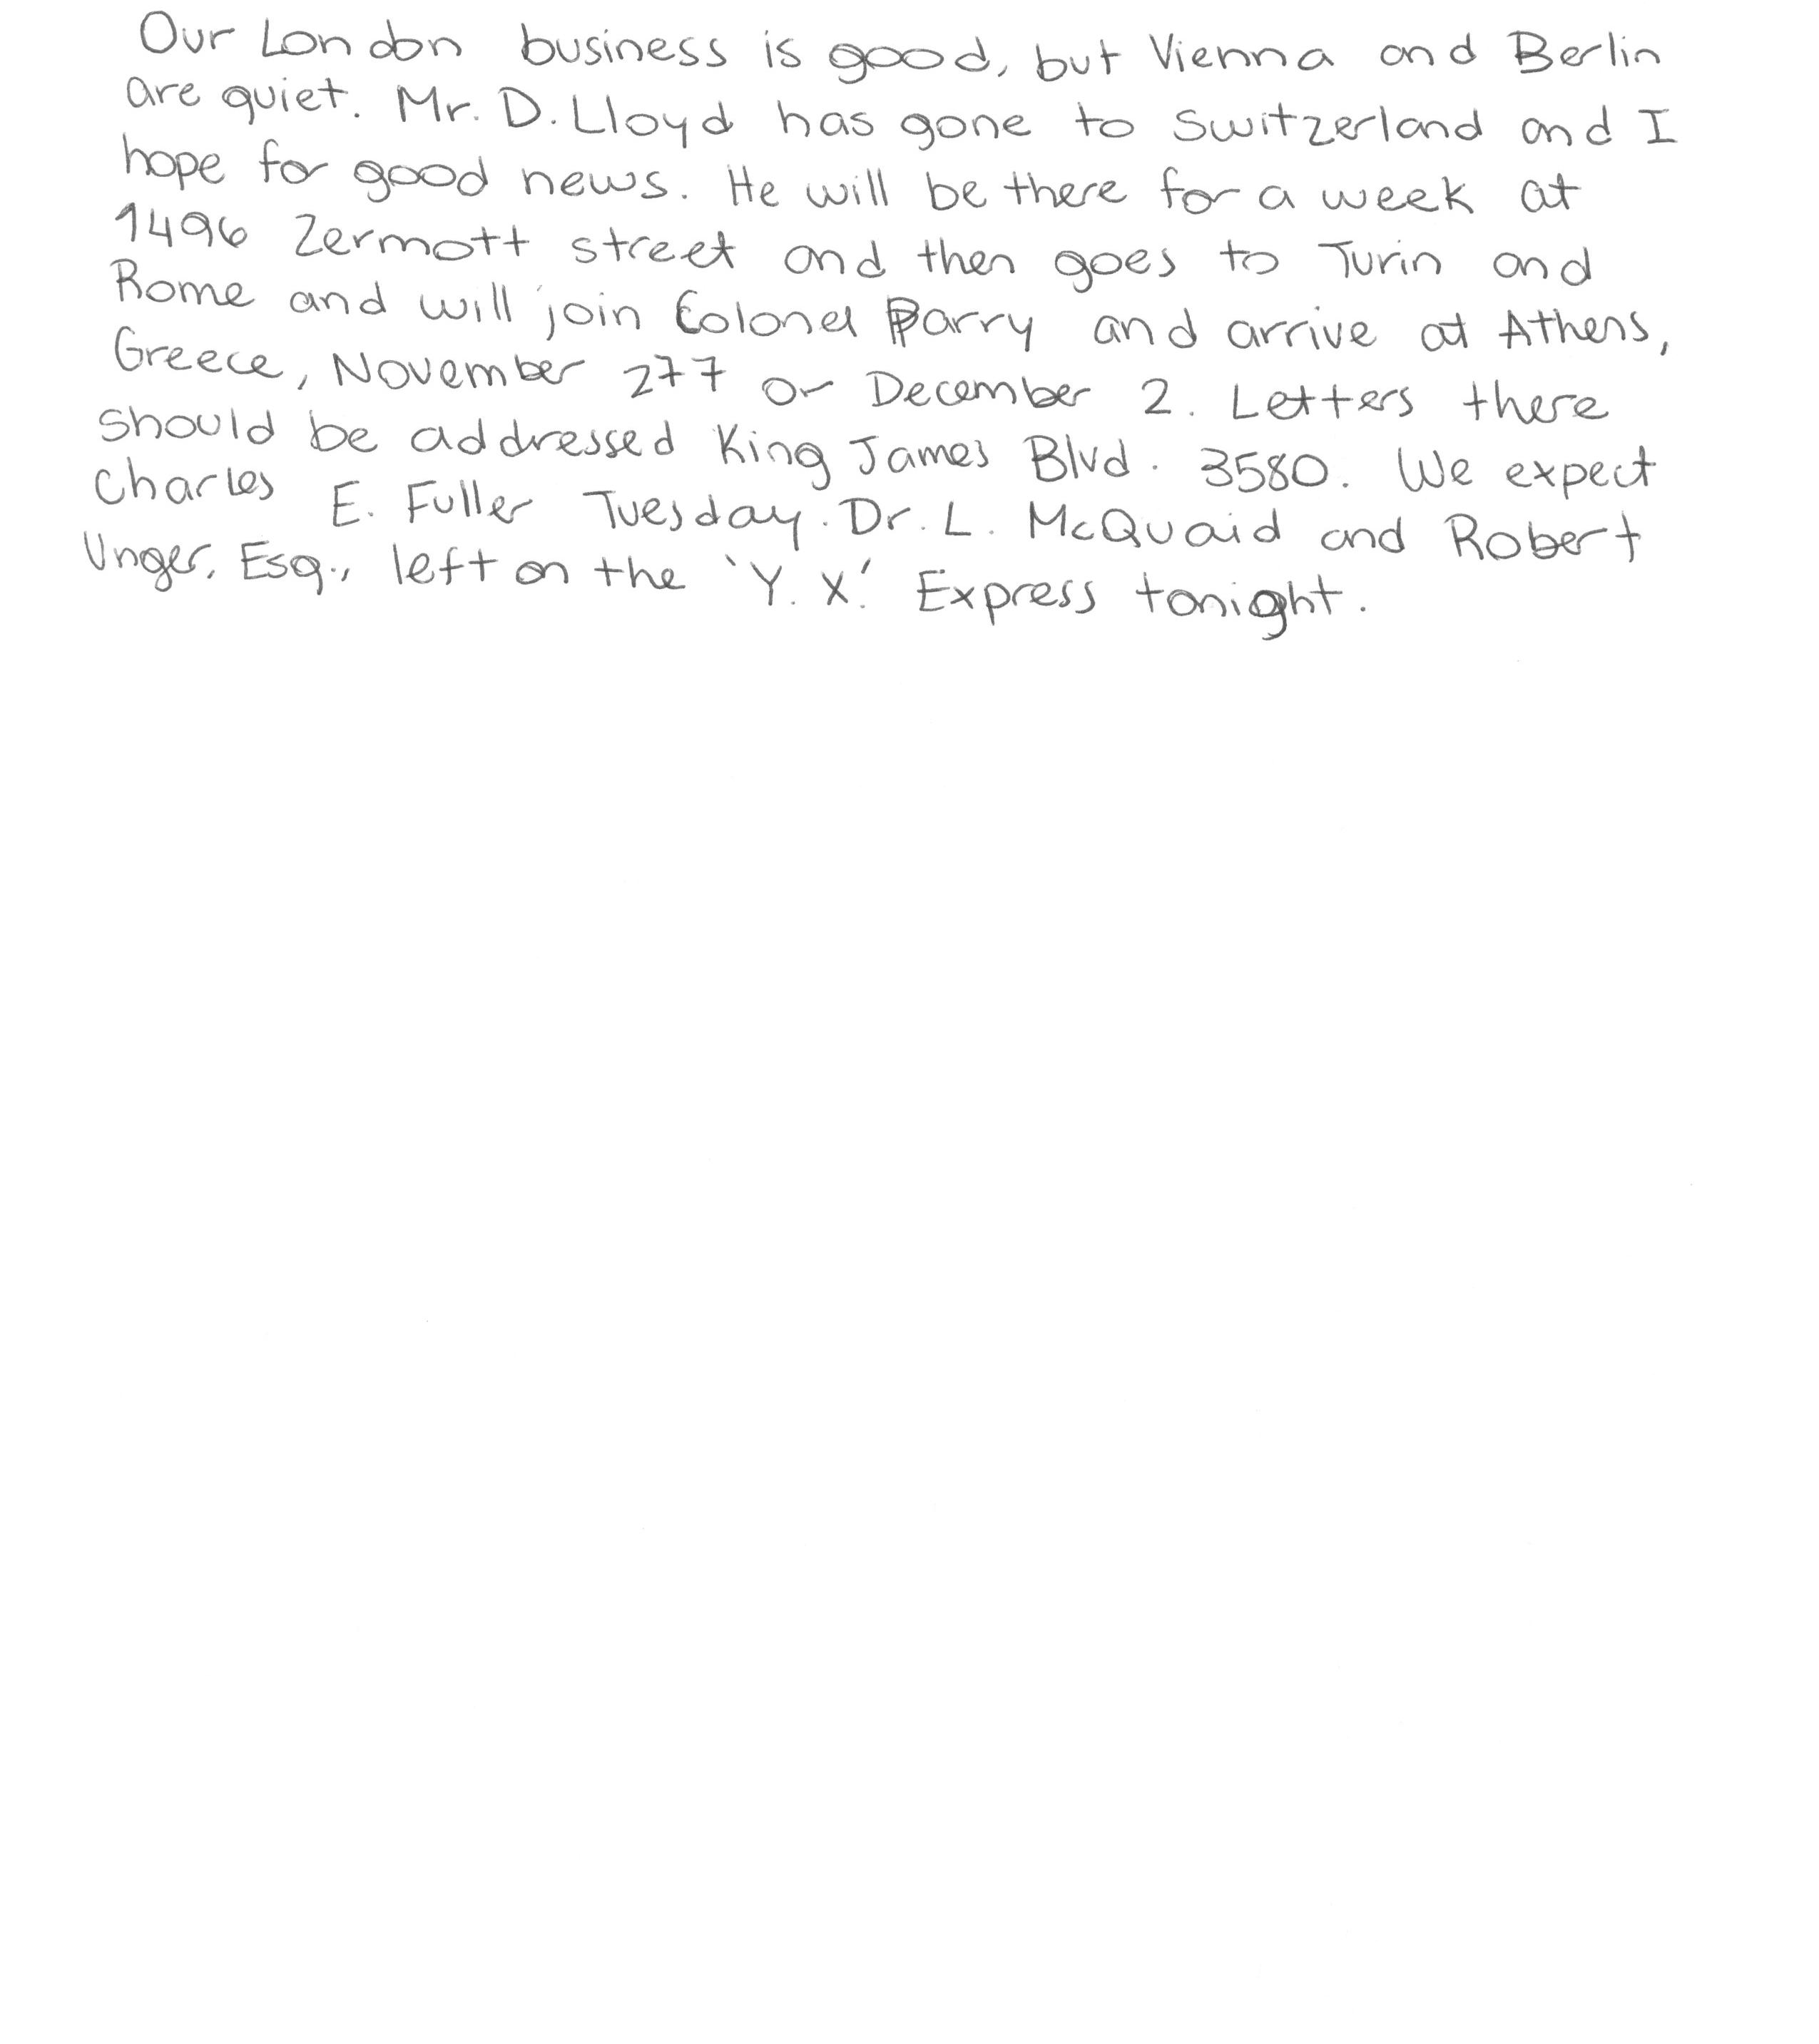 Our London business is good, but Vienna and Berlin
are quiet. Mr. D. Lloyd has gone to Switzerland and I
hope for good news. He will be there for a week at
1496 Zermott street and then goes to Turin and
Rome and will join Colonel Parry and arrive at Athens,
Greece, November 277 or December 2. Letters there
should be addressed King James Blvd. 3580. We expect
Charles E. Fuller Tuesday. Dr. L. McQuaid and Robert
Unger, Esq., left on the 'Y. X.' Express tonight.